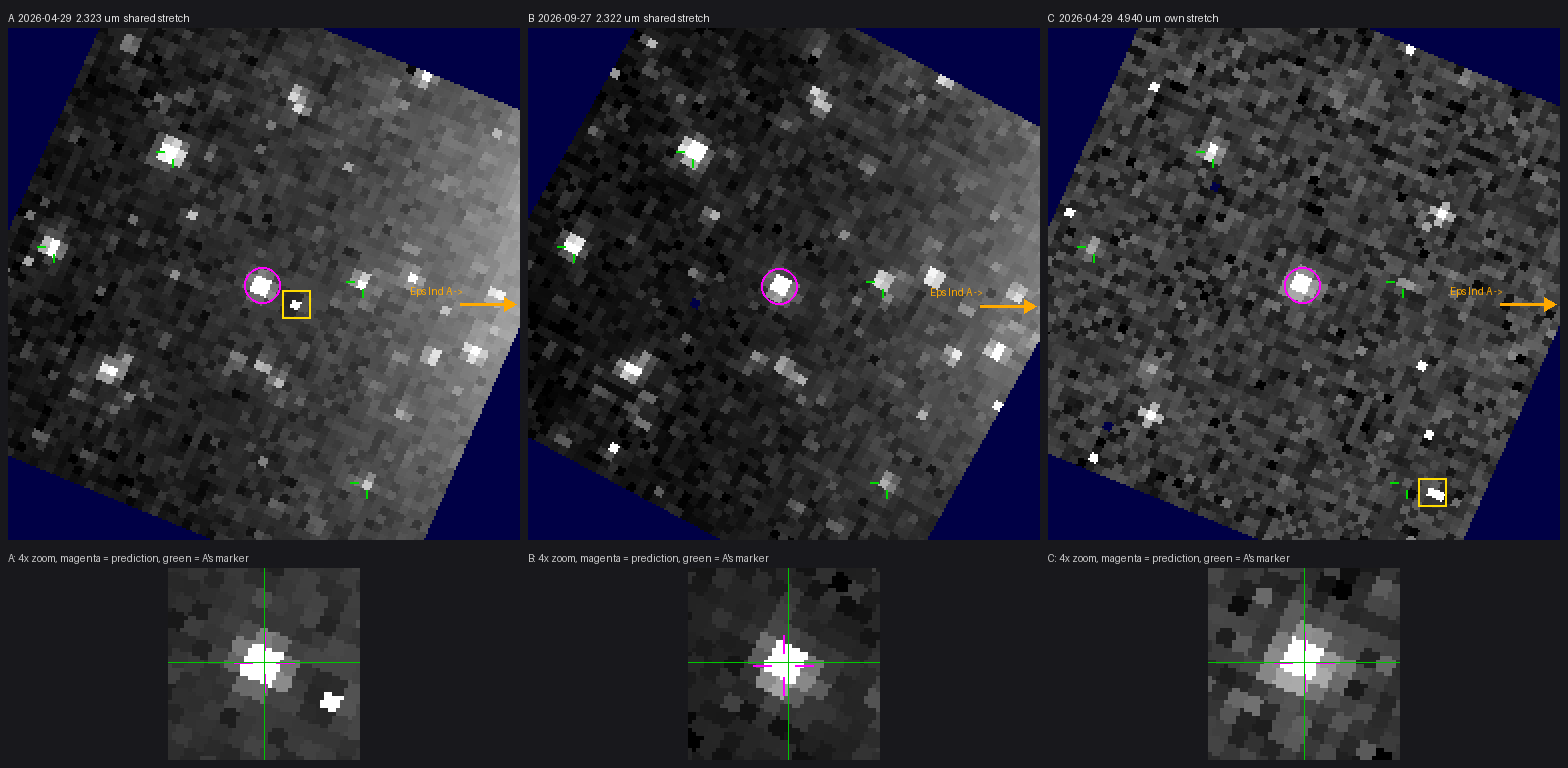 A 2026-04-29 2.323 um shared stretch
B 2026-09-27 2.322 um shared stretch
C 2026-04-29 4.940 um own stretch
Eps Ind A ->
Eps Ind A ->
Eps Ind A ->
A: 4x zoom, magenta = prediction, green = A's marker
B: 4x zoom, magenta = prediction, green = A's marker
C: 4x zoom, magenta = prediction, green = A's marker